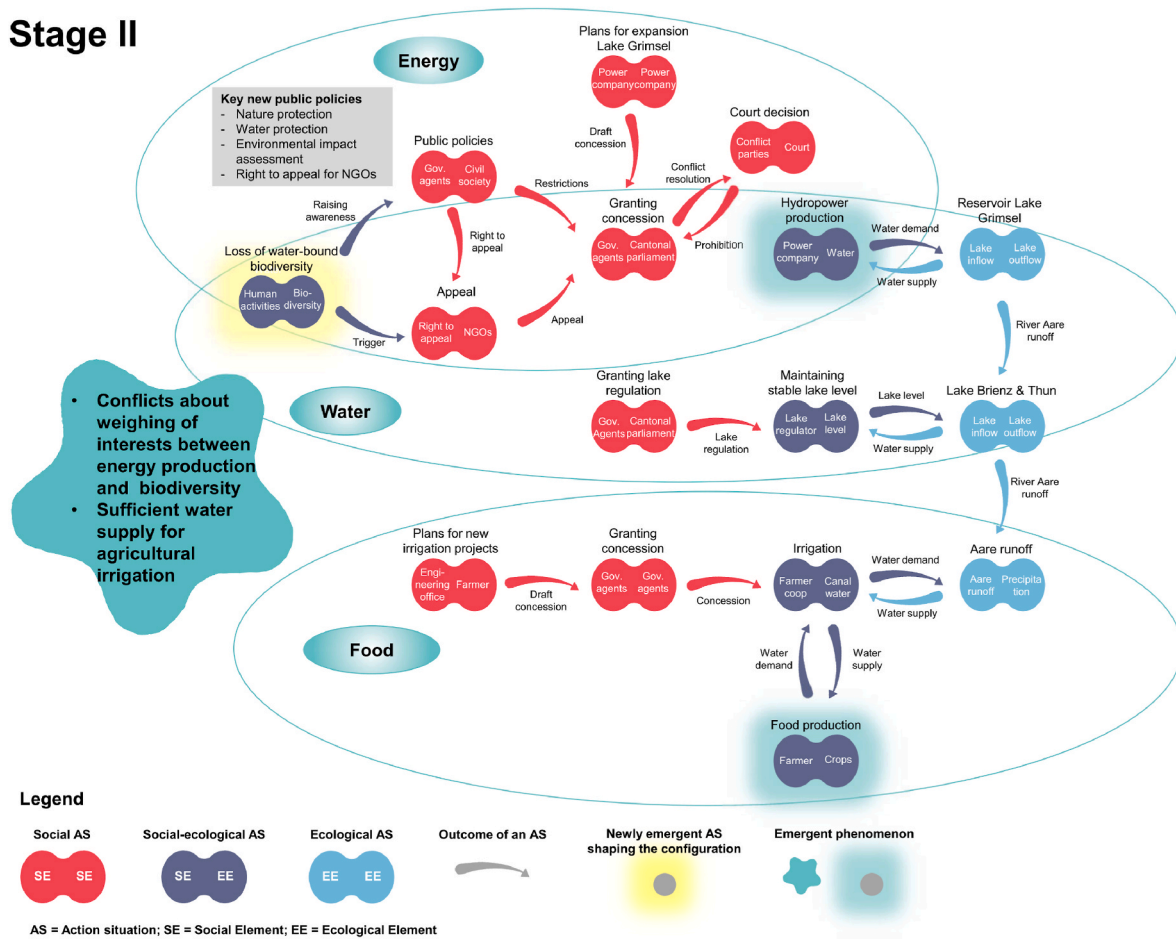 Stage II
Energy
Key new public policies
- Nature protection
- Water protection
- Environmental impact
assessment
- Right to appeal for NGOs
Plans for expansion
Lake Grimsel
Power
company
Power
company
Draft
concession
Court decision
Conflict
parties
Court
Conflict
resolution
Prohibition
Public policies
Gov.
agents
Civil
society
Restrictions
Raising
awareness
Right to
appeal
Granting
concession
Gov.
agents
Cantonal
parliament
Hydropower
production
Power
company
Water
Water demand
Water supply
Reservoir Lake
Grimsel
Lake
inflow
Lake
outflow
Loss of water-bound
biodiversity
Human
activities
Bio-
diversity
Trigger
Appeal
Right to
appeal
NGOs
Appeal
River Aare
runoff
Water
Granting lake
regulation
Gov.
Agents
Cantonal
parliament
Lake
regulation
Maintaining
stable lake level
Lake
regulator
Lake
level
Lake level
Water supply
Lake Brienz & Thun
Lake
inflow
Lake
outflow
River Aare
runoff
• Conflicts about
weighing of
interests between
energy production
and biodiversity
• Sufficient water
supply for
agricultural
irrigation
Plans for new
irrigation projects
Engi-
neering
office
Farmer
Draft
concession
Granting
concession
Gov.
agents
Gov.
agents
Concession
Irrigation
Farmer
coop
Canal
water
Water demand
Water supply
Aare runoff
Aare
runoff
Precipita
tion
Food
Water
demand
Water
supply
Food production
Farmer
Crops
Legend
Social AS
SE SE
Social-ecological AS
SE EE
Ecological AS
EE EE
Outcome of an AS
Newly emergent AS
shaping the configuration
Emergent phenomenon
AS = Action situation; SE = Social Element; EE = Ecological Element